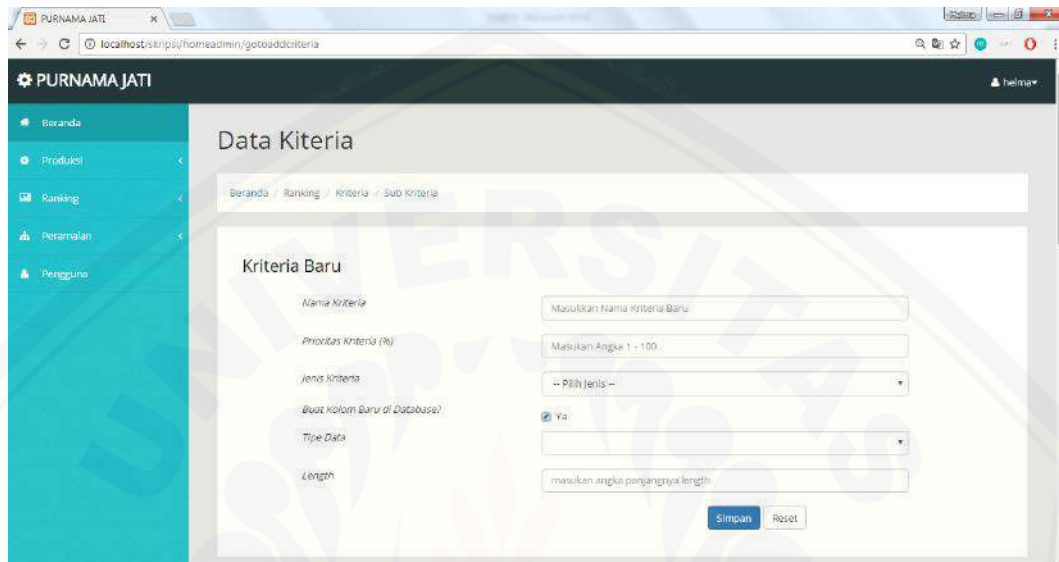 PURNAMA JATI
localhost/skripsi/homeadmin/gotoaddcriteria
PURNAMA JATI
helma
Beranda
Produksi
Ranking
Peramalan
Pengguna
Data Kiteria
Beranda / Ranking / Kriteria / Sub Kriteria
Kriteria Baru
Nama Kriteria
Masukkan Nama Kriteria Baru
Prioritas Kriteria (%)
Masukan Angka 1 - 100
Jenis Kriteria
-- Pilih Jenis --
Buat Kolom Baru di Database?
Ya
Tipe Data
Length
masukan angka panjangnya length
Simpan
Reset
UNIVERSITAS